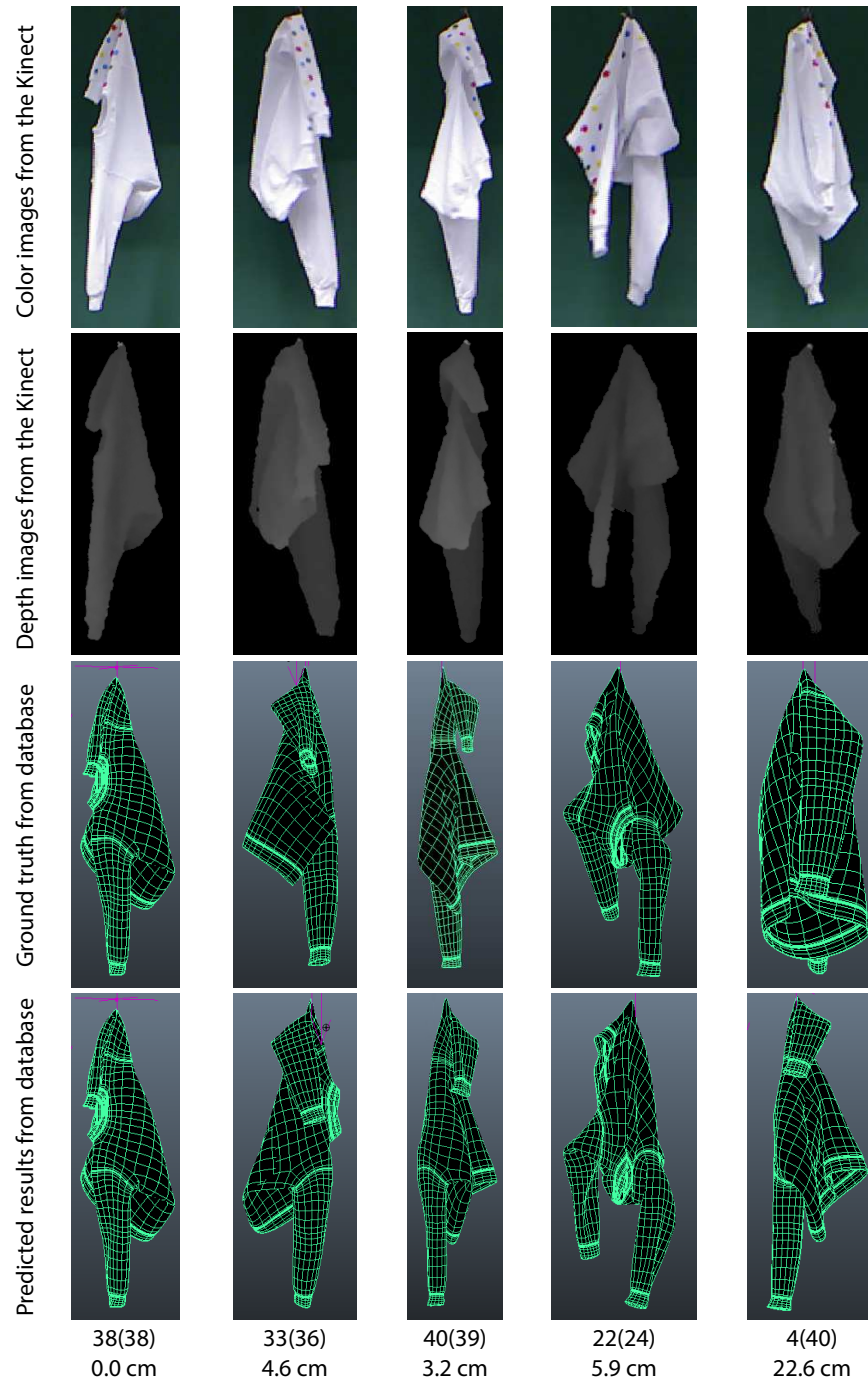 Color images from the Kinect
Depth images from the Kinect
Ground truth from database
Predicted results from database
38(38) 33(36) 40(39) 22(24) 4(40)
0.0 cm 4.6 cm 3.2 cm 5.9 cm 22.6 cm